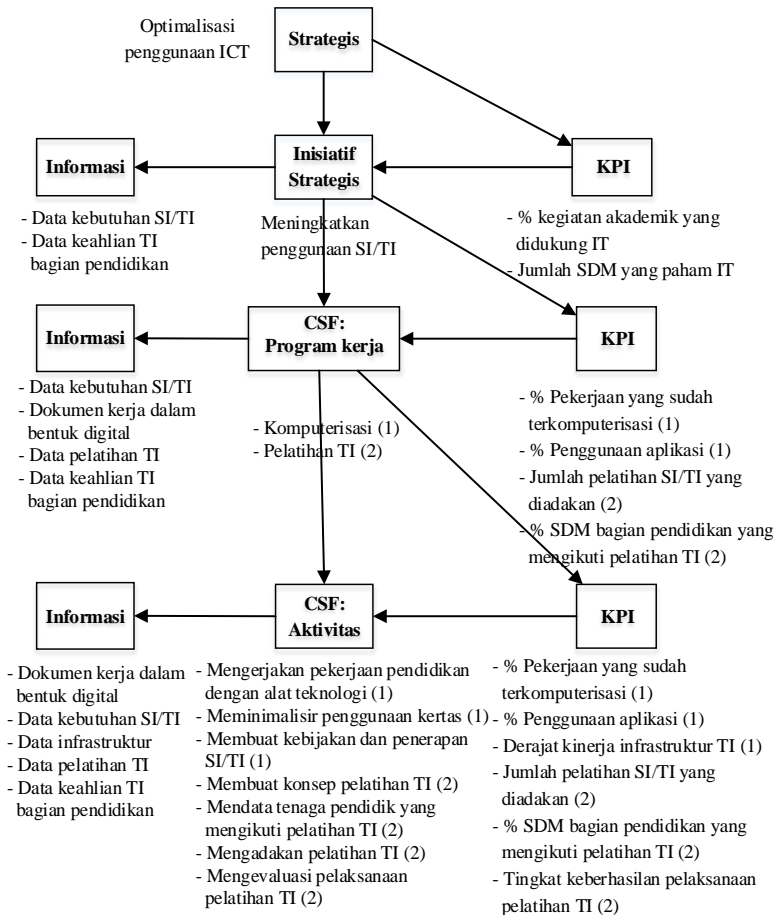 Optimalisasi
penggunaan ICT
Strategis
Informasi
Inisiatif
Strategis
KPI
- Data kebutuhan SI/TI
- Data keahlian TI
bagian pendidikan
Meningkatkan
penggunaan SI/TI
- % kegiatan akademik yang
didukung IT
- Jumlah SDM yang paham IT
Informasi
CSF:
Program kerja
KPI
- Data kebutuhan SI/TI
- Dokumen kerja dalam
bentuk digital
- Data pelatihan TI
- Data keahlian TI
bagian pendidikan
- Komputerisasi (1)
- Pelatihan TI (2)
- % Pekerjaan yang sudah
terkomputerisasi (1)
- % Penggunaan aplikasi (1)
- Jumlah pelatihan SI/TI yang
diadakan (2)
- % SDM bagian pendidikan yang
mengikuti pelatihan TI (2)
Informasi
CSF:
Aktivitas
KPI
- Dokumen kerja dalam
bentuk digital
- Data kebutuhan SI/TI
- Data infrastruktur
- Data pelatihan TI
- Data keahlian TI
bagian pendidikan
- Mengerjakan pekerjaan pendidikan
dengan alat teknologi (1)
- Meminimalisir penggunaan kertas (1)
- Membuat kebijakan dan penerapan
SI/TI (1)
- Membuat konsep pelatihan TI (2)
- Mendata tenaga pendidik yang
mengikuti pelatihan TI (2)
- Mengadakan pelatihan TI (2)
- Mengevaluasi pelaksanaan
pelatihan TI (2)
- % Pekerjaan yang sudah
terkomputerisasi (1)
- % Penggunaan aplikasi (1)
- Derajat kinerja infrastruktur TI (1)
- Jumlah pelatihan SI/TI yang
diadakan (2)
- % SDM bagian pendidikan yang
mengikuti pelatihan TI (2)
- Tingkat keberhasilan pelaksanaan
pelatihan TI (2)